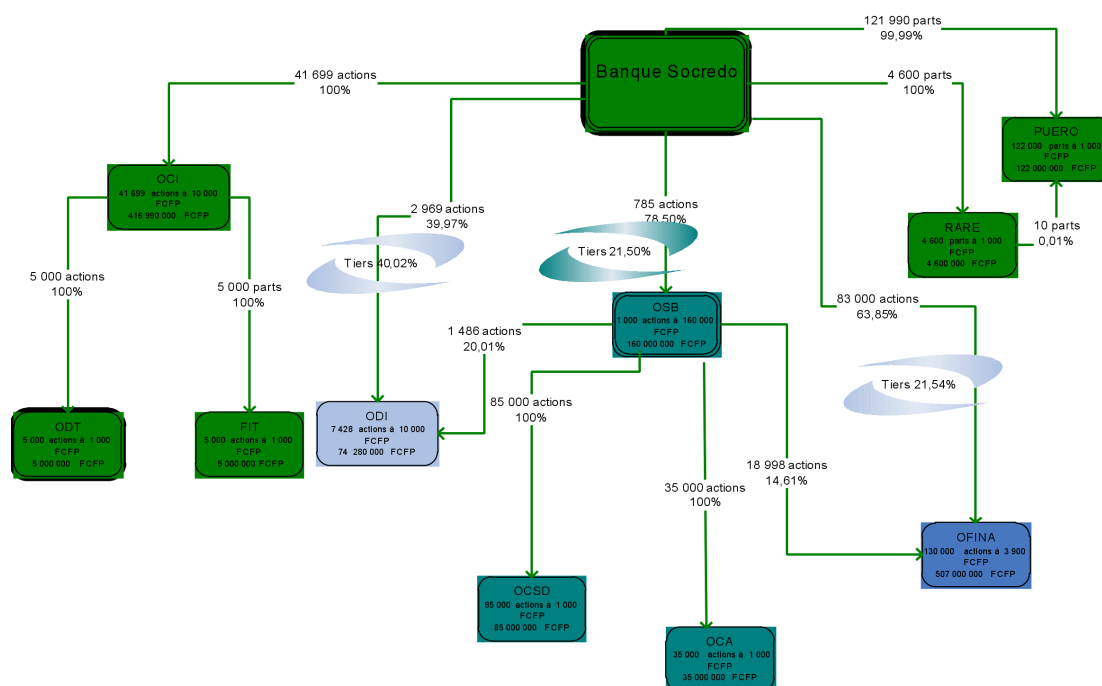 121 990 parts
99,99%
Banque Socredo
41 699 actions
100%
4 600 parts
100%
PUERO
122 000 parts à 1 000
FCFP
122 000 000 FCFP
OCI
41 699 actions à 10 000
FCFP
416 990 000 FCFP
2 969 actions
39,97%
785 actions
78,50%
RARE
4 600 parts à 1 000
FCFP
4 600 000 FCFP
10 parts
0,01%
Tiers 40,02%
Tiers 21,50%
5 000 actions
100%
5 000 parts
100%
OSB
1 000 actions à 160 000
FCFP
160 000 000 FCFP
83 000 actions
63,85%
1 486 actions
20,01%
Tiers 21,54%
85 000 actions
100%
ODT
5 000 actions à 1 000
FCFP
5 000 000 FCFP
FIT
5 000 actions à 1 000
FCFP
5 000 000 FCFP
ODI
7 428 actions à 10 000
FCFP
74 280 000 FCFP
18 998 actions
14,61%
35 000 actions
100%
OFINA
130 000 actions à 3 900
FCFP
507 000 000 FCFP
OCSD
85 000 actions à 1 000
FCFP
85 000 000 FCFP
OCA
35 000 actions à 1 000
FCFP
35 000 000 FCFP